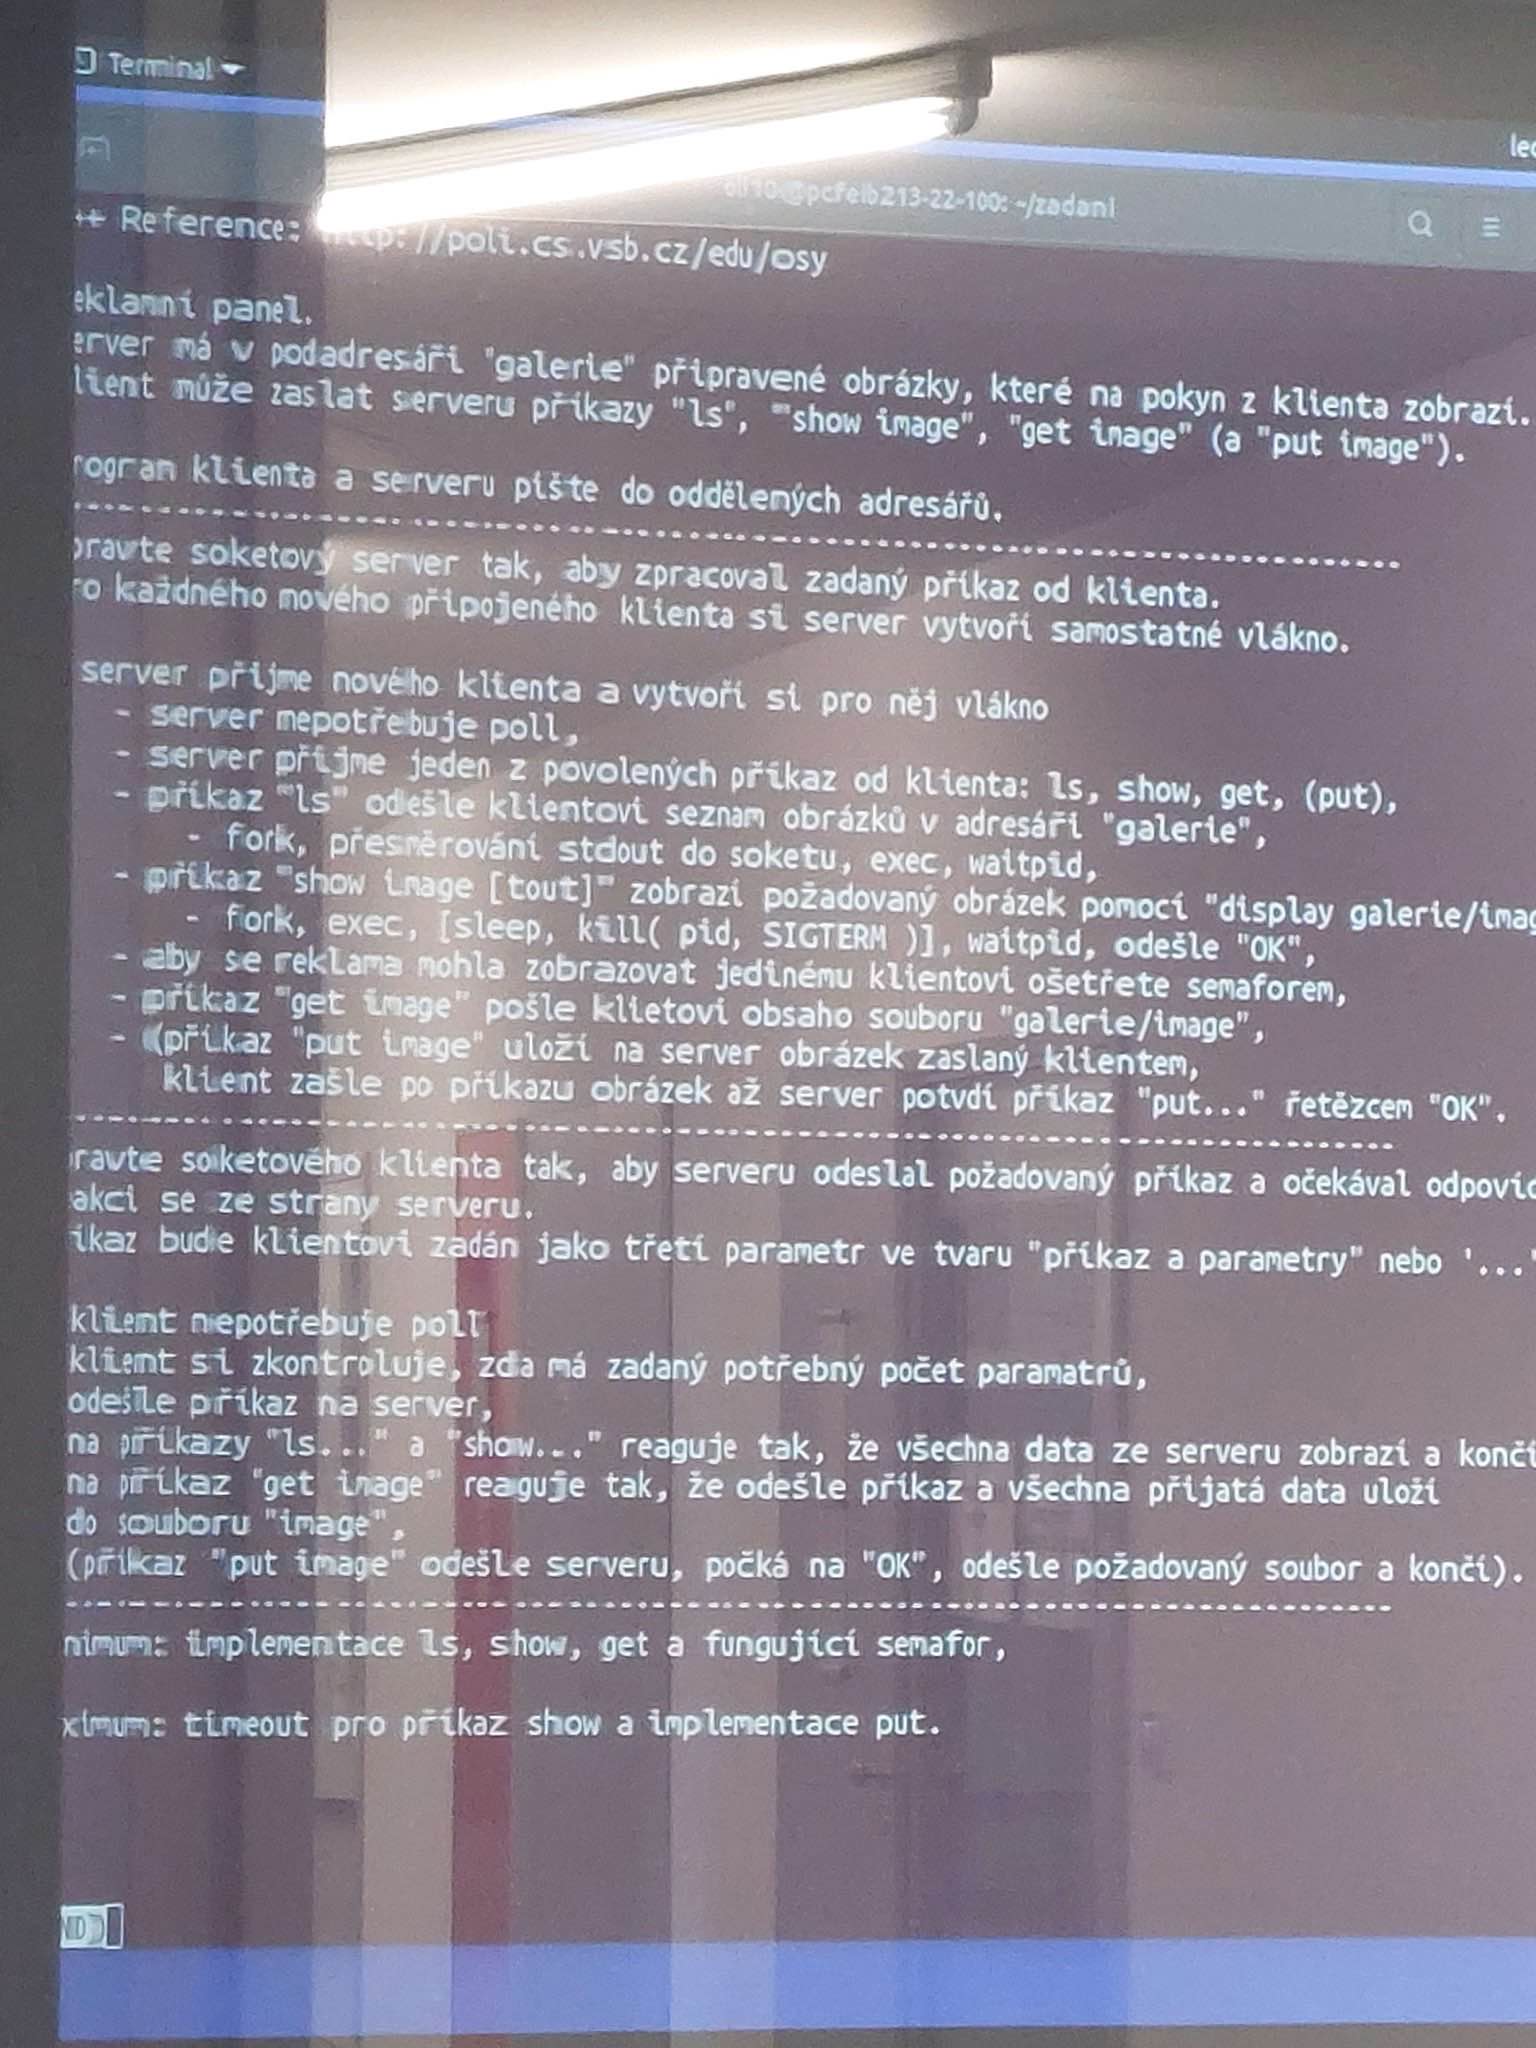 Terminal
** Reference: http://poli.cs.vsb.cz/edu/osy
@pcfeib213-22-100: ~/zadani
eklamní panel.
erver má v podadresáři "galerie" připravené obrázky, které na pokyn z klienta zobrazí.
lient může zaslat serveru příkazy "ls", "show image", "get image" (a "put image").
rogram klienta a serveru pište do oddělených adresářů.
pravte soketový server tak, aby zpracoval zadaný příkaz od klienta.
ro každného nového připojeného klienta si server vytvoří samostatné vlákno.
server přijme nového klienta a vytvoří si pro něj vlákno
- server nepotřebuje poll,
- server přijme jeden z povolených příkaz od klienta: ls, show, get, (put),
- příkaz "ls" odešle klientovi seznam obrázků v adresáři "galerie",
- fork, přesměrování stdout do soketu, exec, waitpid,
- příkaz "show image [tout]" zobrazí požadovaný obrázek pomocí "display galerie/imag
- fork, exec, [sleep, kill( pid, SIGTERM )], waitpid, odešle "OK",
- aby se reklama mohla zobrazovat jedinému klientovi ošetřete semaforem,
- příkaz "get image" pošle klietovi obsaho souboru "galerie/image",
- (příkaz "put image" uloží na server obrázek zaslaný klientem,
klient zašle po příkazu obrázek až server potvdí příkaz "put..." řetězcem "OK".
ravte soketového klienta tak, aby serveru odeslal požadovaný příkaz a očekával odpovíd
akci se ze strany serveru.
íkaz bude klientovi zadán jako třetí parametr ve tvaru "příkaz a parametry" nebo '...'
klient nepotřebuje poll
klient si zkontroluje, zda má zadaný potřebný počet paramatrů,
odešle příkaz na server,
na příkazy "ls..." a "show..." reaguje tak, že všechna data ze serveru zobrazí a končí
na příkaz "get image" reaguje tak, že odešle příkaz a všechna přijatá data uloží
do souboru "image",
(příkaz "put image" odešle serveru, počká na "OK", odešle požadovaný soubor a končí).
nimum: implementace ls, show, get a fungující semafor,
ximum: timeout pro příkaz show a implementace put.